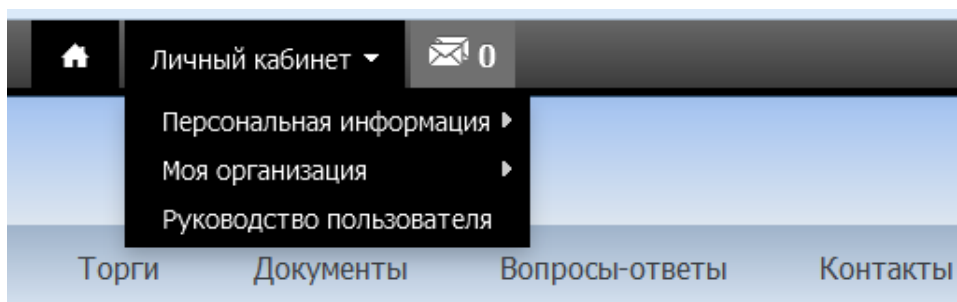 Личный кабинет 0
Персональная информация
Моя организация
Руководство пользователя
Торги Документы Вопросы-ответы Контакты